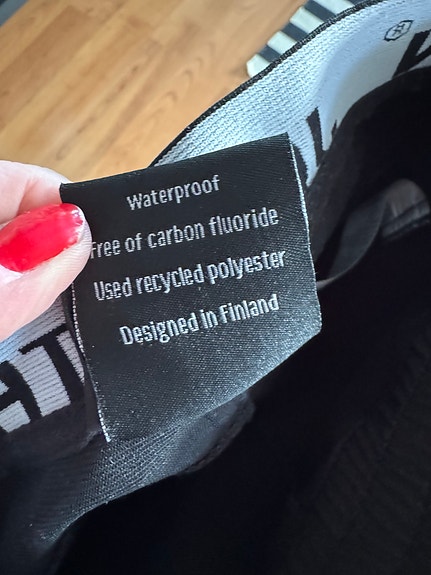 Waterproof
Free of carbon fluoride
Used recycled polyester
Designed in Finland